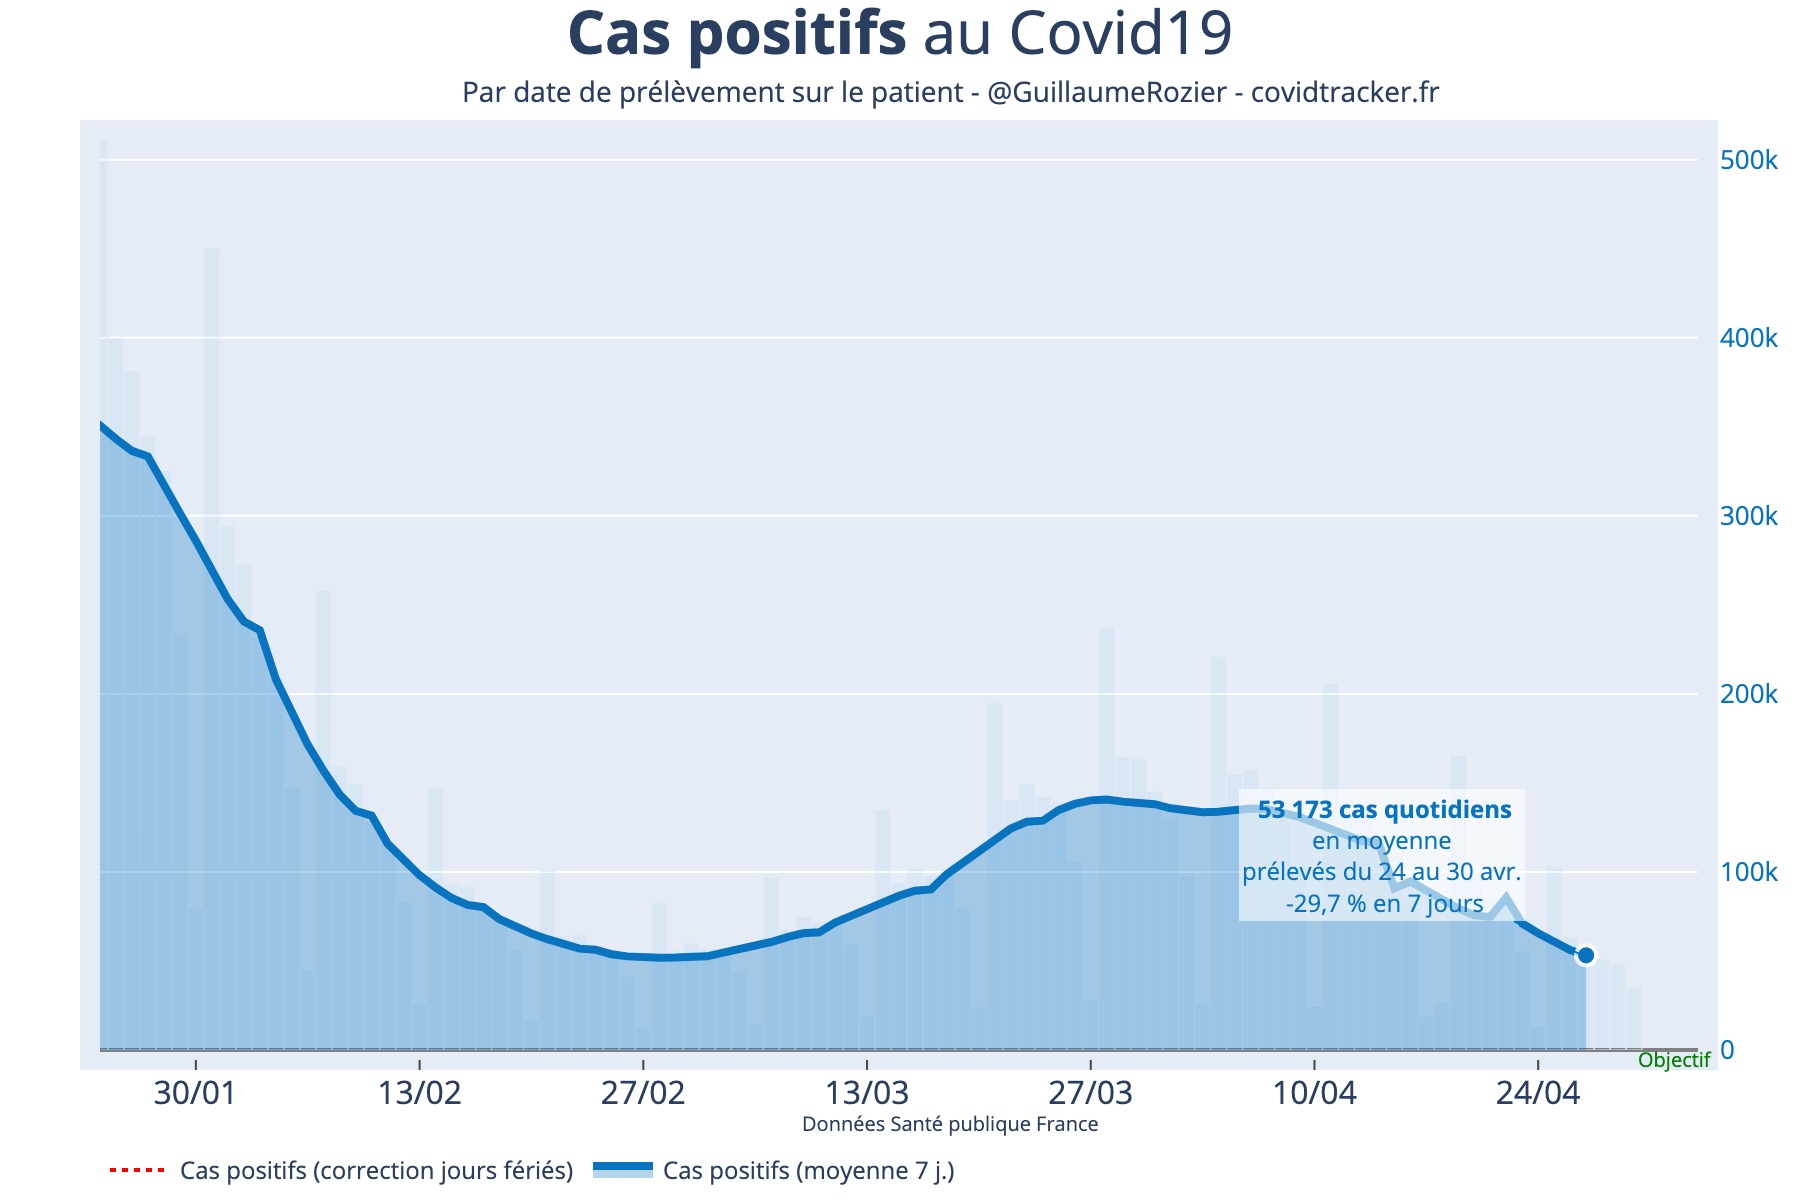 Cas positifs au Covid19
Par date de prélèvement sur le patient - @GuillaumeRozier - covidtracker.fr
500k
400k
300k
200k
53 173 cas quotidiens
en moyenne
prélevés du 24 au 30 avr.
-29,7 % en 7 jours
100k
0
Objectif
30/01 13/02 27/02 13/03 27/03 10/04 24/04
Données Santé publique France
Cas positifs (correction jours fériés) Cas positifs (moyenne 7 j.)